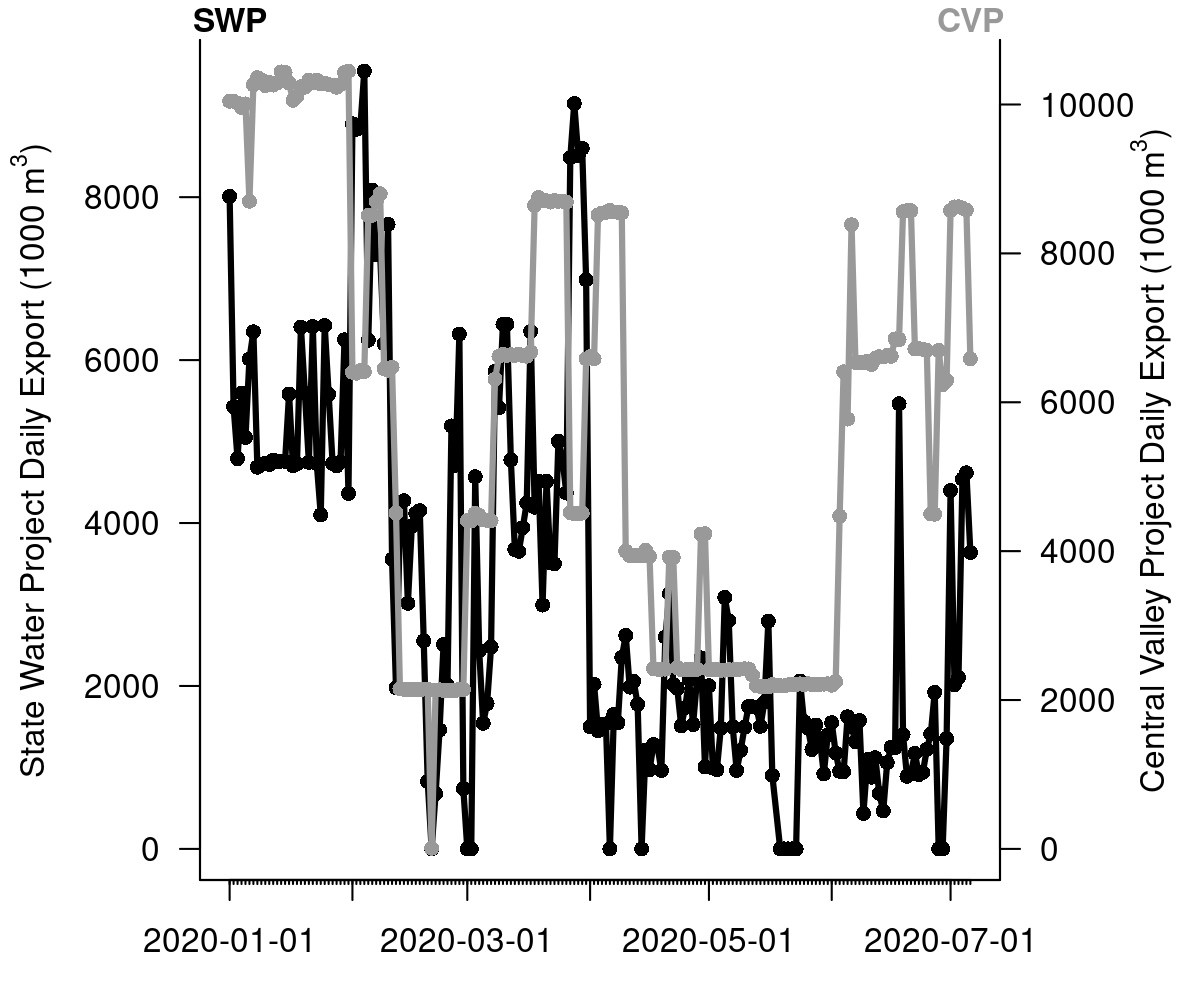 SWP CVP
State Water Project Daily Export (1000 m³)
8000
6000
4000
2000
0
10000
8000
6000
4000
2000
0
Central Valley Project Daily Export (1000 m³)
2020-01-01 2020-03-01 2020-05-01 2020-07-01